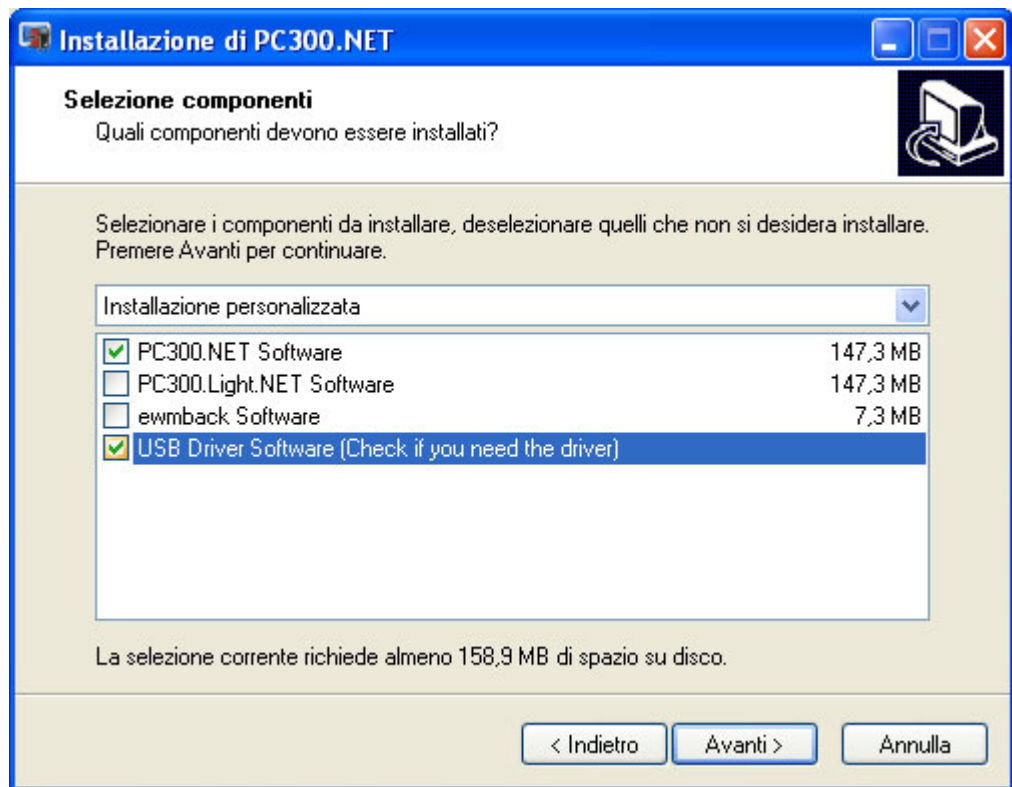 Installazione di PC300.NET
Selezione componenti
Quali componenti devono essere installati?
Selezionare i componenti da installare, deselezionare quelli che non si desidera installare.
Premere Avanti per continuare.
Installazione personalizzata
PC300.NET Software 147,3 MB
PC300.Light.NET Software 147,3 MB
ewmback Software 7,3 MB
USB Driver Software (Check if you need the driver)
La selezione corrente richiede almeno 158,9 MB di spazio su disco.
< Indietro Avanti > Annulla